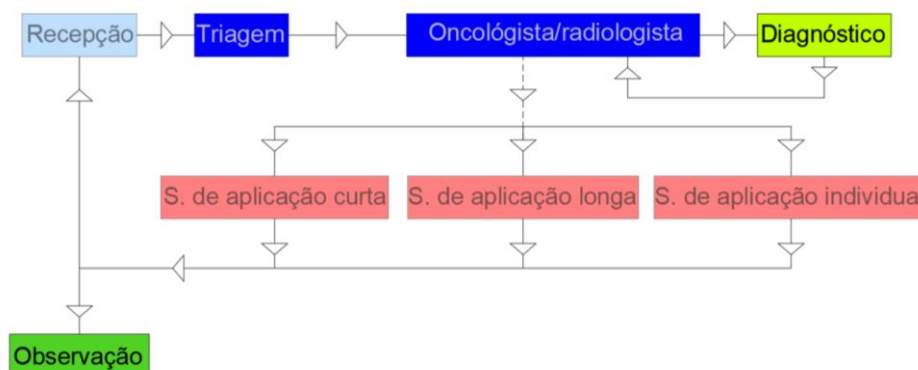 Recepção
Triagem
Oncológista/radiologista
Diagnóstico
S. de aplicação curta
S. de aplicação longa
S. de aplicação individua
Observação